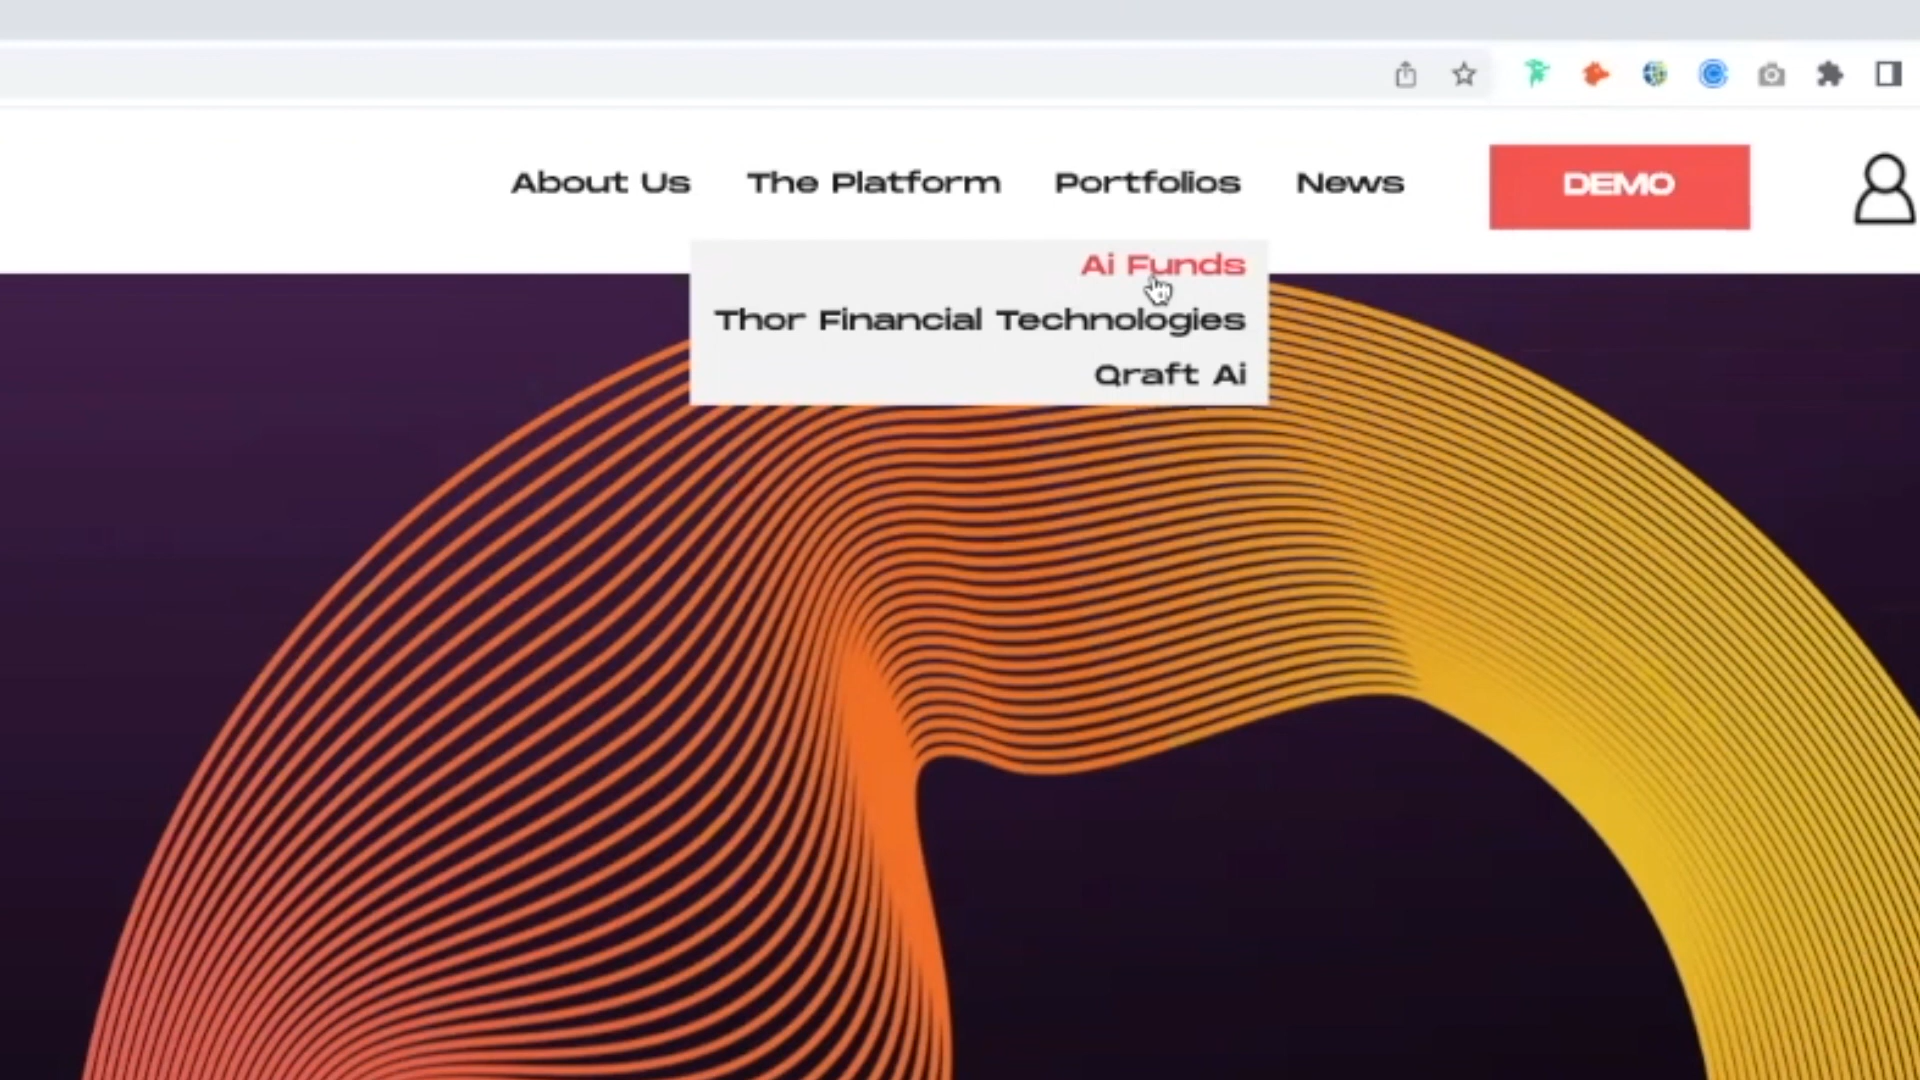 About Us The Platform Portfolios News DEMO
Ai Funds
Thor Financial Technologies
Qraft Ai